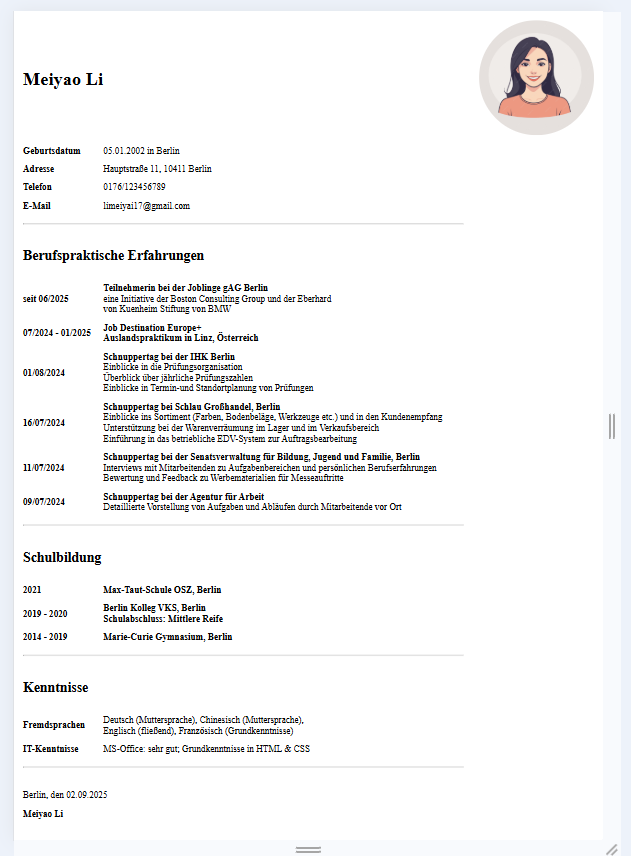 Meiyao Li
Geburtsdatum 05.01.2002 in Berlin
Adresse Hauptstraße 11, 10411 Berlin
Telefon 0176/123456789
E-Mail limeiyai17@gmail.com
Berufspraktische Erfahrungen
Teilnehmerin bei der Joblinge gAG Berlin
seit 06/2025 eine Initiative der Boston Consulting Group und der Eberhard
von Kuenheim Stiftung von BMW
07/2024 - 01/2025 Job Destination Europe+
Auslandspraktikum in Linz, Österreich
Schnuppertag bei der IHK Berlin
Einblicke in die Prüfungsorganisation
01/08/2024 Überblick über jährliche Prüfungszahlen
Einblicke in Termin-und Standortplanung von Prüfungen
Schnuppertag bei Schlau Großhandel, Berlin
Einblicke ins Sortiment (Farben, Bodenbeläge, Werkzeuge etc.) und in den Kundenempfang
16/07/2024 Unterstützung bei der Warenverräumung im Lager und im Verkaufsbereich
Einführung in das betriebliche EDV-System zur Auftragsbearbeitung
Schnuppertag bei der Senatsverwaltung für Bildung, Jugend und Familie, Berlin
11/07/2024 Interviews mit Mitarbeitenden zu Aufgabenbereichen und persönlichen Berufserfahrungen
Bewertung und Feedback zu Werbematerialien für Messeauftritte
09/07/2024 Schnuppertag bei der Agentur für Arbeit
Detaillierte Vorstellung von Aufgaben und Abläufen durch Mitarbeitende vor Ort
Schulbildung
2021 Max-Taut-Schule OSZ, Berlin
2019 - 2020 Berlin Kolleg VKS, Berlin
Schulabschluss: Mittlere Reife
2014 - 2019 Marie-Curie Gymnasium, Berlin
Kenntnisse
Fremdsprachen Deutsch (Muttersprache), Chinesisch (Muttersprache),
Englisch (fließend), Französisch (Grundkenntnisse)
IT-Kenntnisse MS-Office: sehr gut; Grundkenntnisse in HTML & CSS
Berlin, den 02.09.2025
Meiyao Li